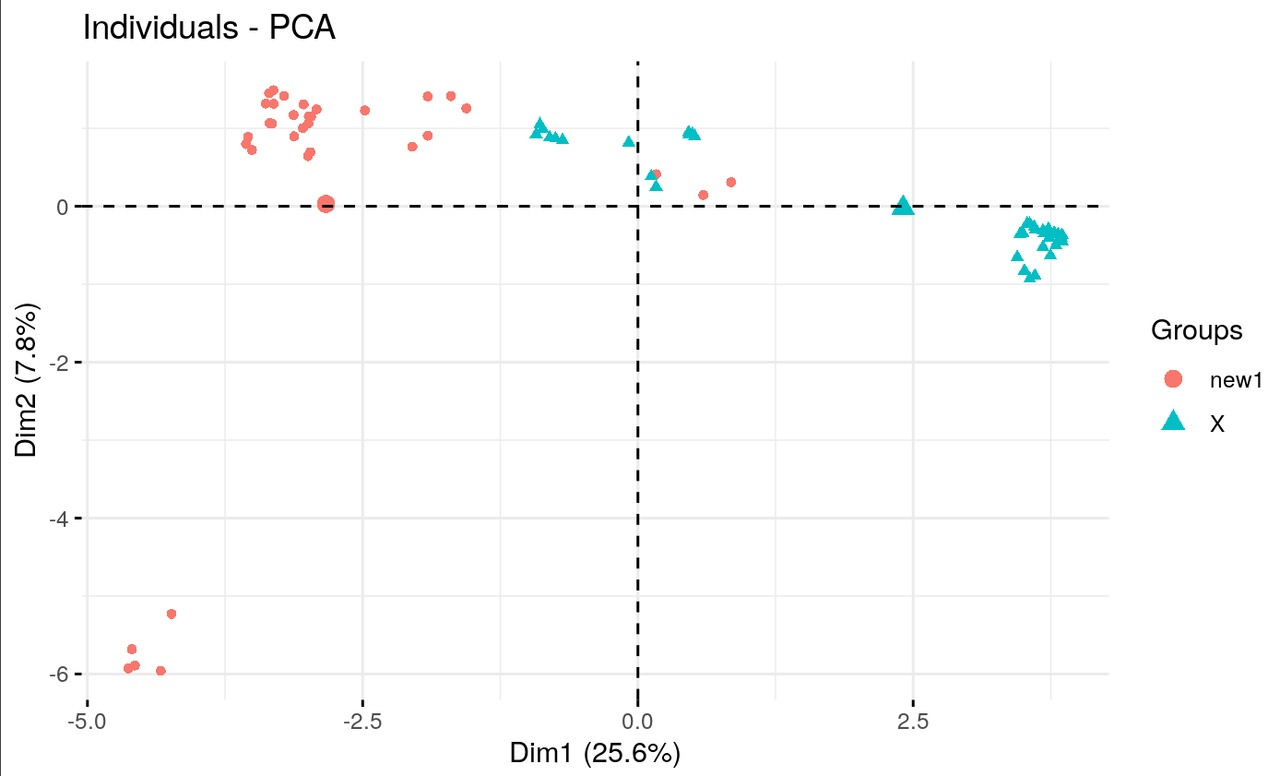 Individuals - PCA
0
-2
-4
-6
-5.0
-2.5
0.0
2.5
Dim1 (25.6%)
Dim2 (7.8%)
Groups
new1
X